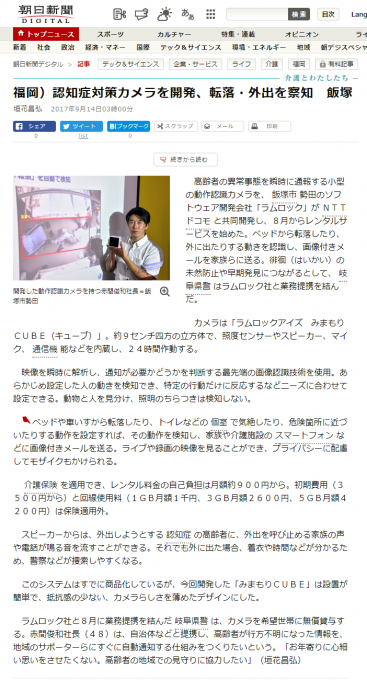 朝日新聞
DIGITAL
検索
目次
トップニュース
スポーツ
カルチャー
特集・連載
オピニオン
新着 社会 政治 経済・マネー 国際 テック＆サイエンス 環境・エネルギー 地域 朝デススペシャ
朝日新聞デジタル > 記事 テック＆サイエンス 企業・サービス ライフ 介護 福岡 有料記事
介護とわたしたち
福岡）認知症対策カメラを開発、転落・外出を察知　飯塚
垣花昌弘 2017年9月14日03時00分
シェア ツイート ブックマーク スクラップ メール 印刷
list
続きから読む
高齢者の異常事態を瞬時に通報する小型
の動作認識カメラを、飯塚市勢田のソフ
トウェア開発会社「ラムロック」がＮＴＴ
ドコモと共同開発し、８月からレンタルサ
ービスを始めた。ベッドから転落したり、
外に出たりする動きを認識し、画像付きメ
ールを家族らに送る。徘徊（はいかい）の
未然防止や早期発見につながるとして、岐
阜県警はラムロック社と業務提携を結ん
だ。
開発した動作認識カメラを持つ赤間俊和社長＝飯塚
市勢田
カメラは「ラムロックアイズ　みまもり
ＣＵＢＥ（キューブ）」。約９センチ四方の立方体で、照度センサーやスピーカー、マイ
ク、通信機能などを内蔵し、２４時間作動する。
映像を瞬時に解析し、通知が必要かどうかを判断する最先端の画像認識技術を使用。あ
らかじめ設定した人の動きを検知でき、特定の行動だけに反応するなどニーズに合わせて
設定できる。動物と人を見分け、照明のちらつきは検知しない。
ベッドや車いすから転落したり、トイレなどの個室で気絶したり、危険箇所に近づ
いたりする動作を設定すれば、その動作を検知し、家族や介護施設のスマートフォンな
どに画像付きメールを送る。ライブや録画の映像を見ることができ、プライバシーに配慮
してモザイクもかけられる。
介護保険を適用でき、レンタル料金の自己負担は月額約９００円から。初期費用（３
５００円から）と回線使用料（１ＧＢ月額１千円、３ＧＢ月額２６００円、５ＧＢ月額４
２００円）は保険適用外。
スピーカーからは、外出しようとする認知症の高齢者に、外出を呼び止める家族の声
や電話が鳴る音を流すことができる。それでも外に出た場合、着衣や時間などが分かるた
め、警察などが捜索しやすくなる。
このシステムはすでに商品化しているが、今回開発した「みまもりＣＵＢＥ」は設置が
簡単で、抵抗感の少ない、カメラらしさを薄めたデザインにした。
ラムロック社と８月に業務提携を結んだ岐阜県警は、カメラを希望世帯に無償貸与す
る。赤間俊和社長（４８）は、自治体などと提携し、高齢者が行方不明になった情報を、
地域のサポーターらにすぐに自動通知する仕組みをつくりたいという。「お年寄りに心細
い思いをさせたくない。高齢者の地域での見守りに協力したい」（垣花昌弘）